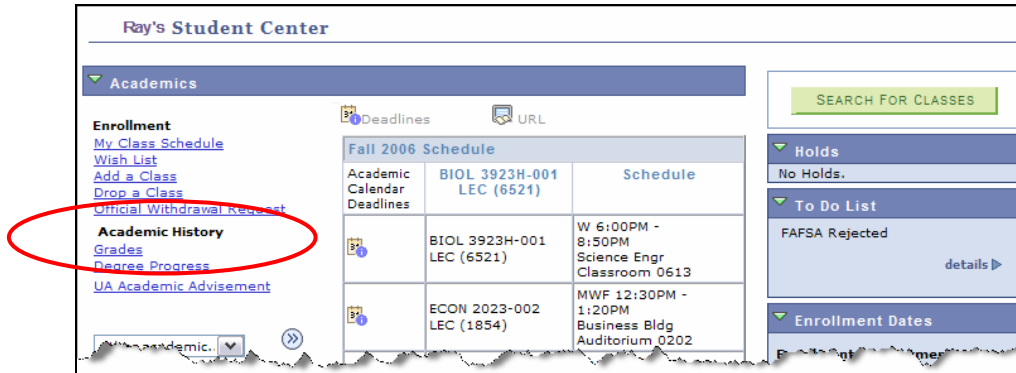 Ray's Student Center
Academics
Enrollment
My Class Schedule
Wish List
Add a Class
Drop a Class
Official Withdrawal Request
Academic History
Grades
Degree Progress
UA Academic Advisement
Deadlines
URL
Fall 2006 Schedule
Academic Calendar Deadlines
BIOL 3923H-001
LEC (6521)
Schedule
BIOL 3923H-001
LEC (6521)
W 6:00PM -
8:50PM
Science Engr
Classroom 0613
ECON 2023-002
LEC (1854)
MWF 12:30PM -
1:20PM
Business Bldg
Auditorium 0202
SEARCH FOR CLASSES
Holds
No Holds.
To Do List
FAFSA Rejected
details
Enrollment Dates